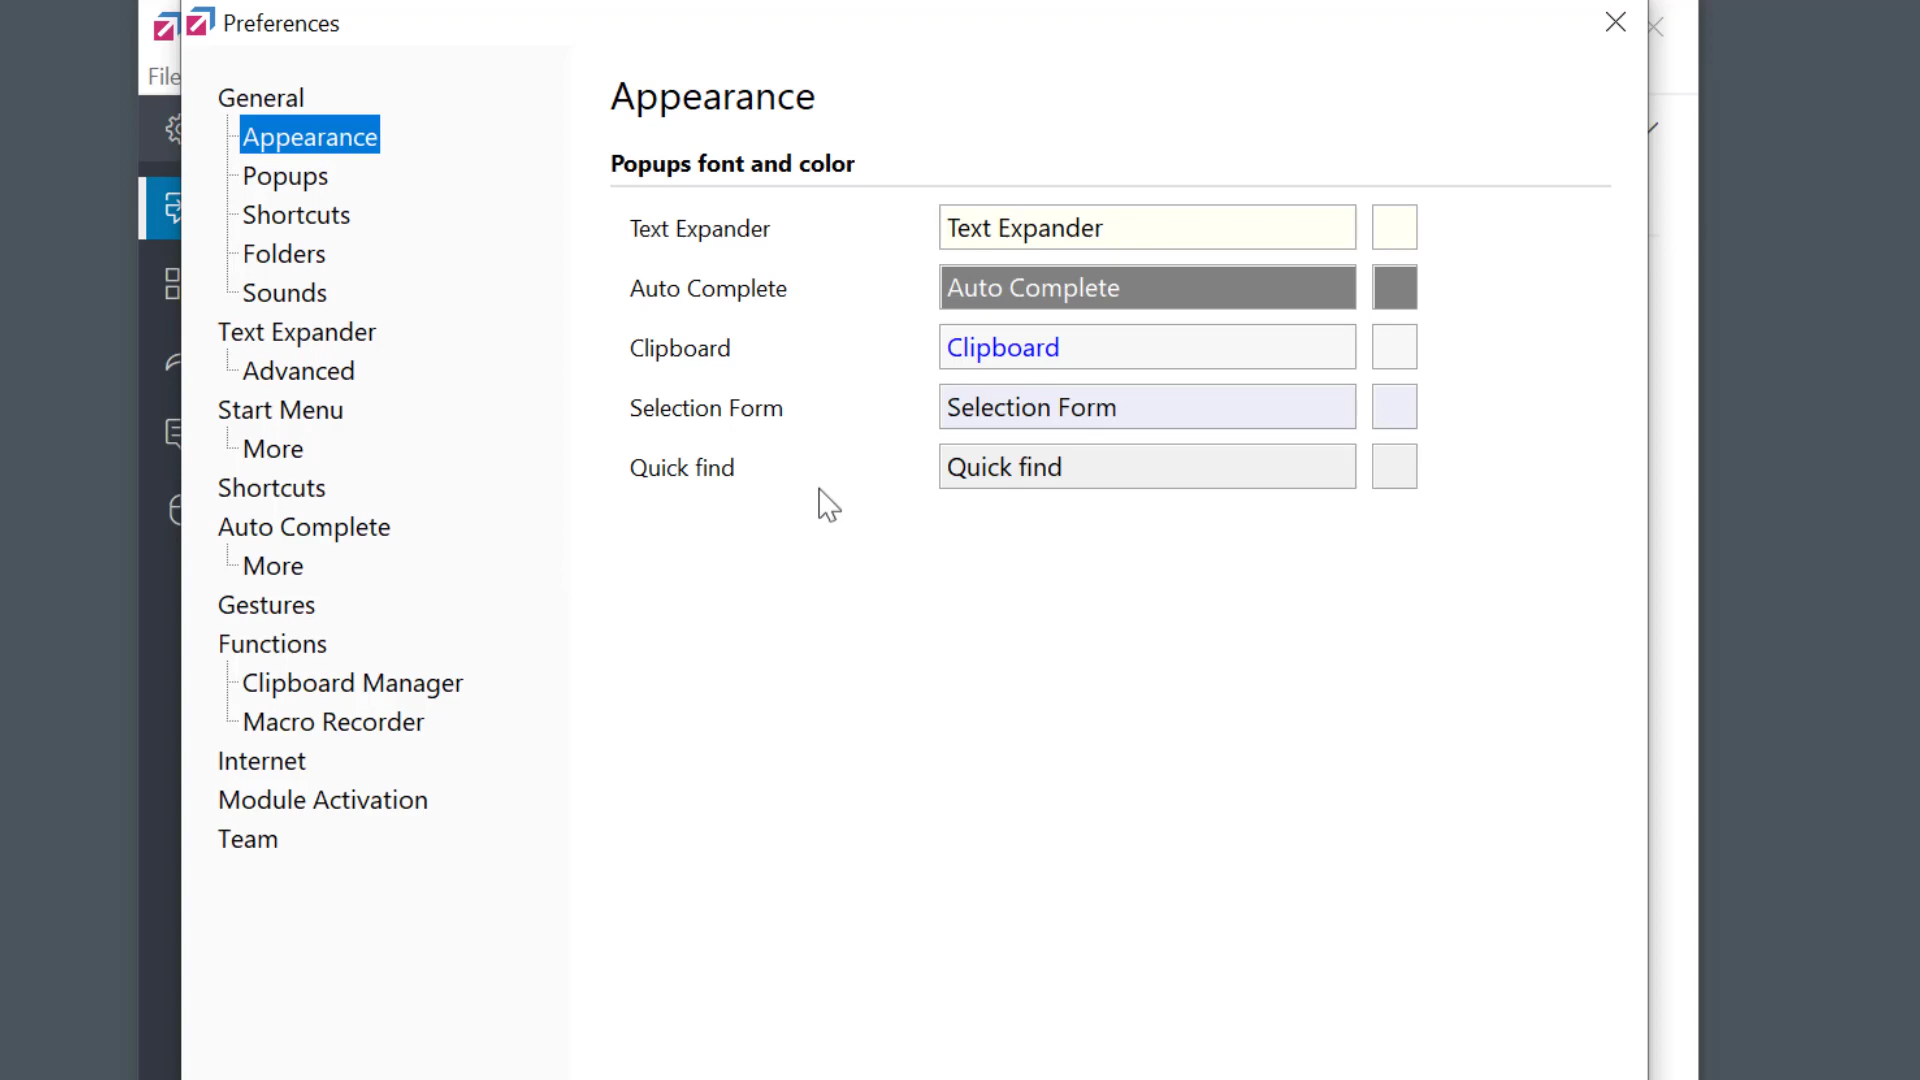 Preferences
File
General
Appearance
Popups
Shortcuts
Folders
Sounds
Text Expander
Advanced
Start Menu
More
Shortcuts
Auto Complete
More
Gestures
Functions
Clipboard Manager
Macro Recorder
Internet
Module Activation
Team
Appearance
Popups font and color
Text Expander Text Expander
Auto Complete Auto Complete
Clipboard Clipboard
Selection Form Selection Form
Quick find Quick find